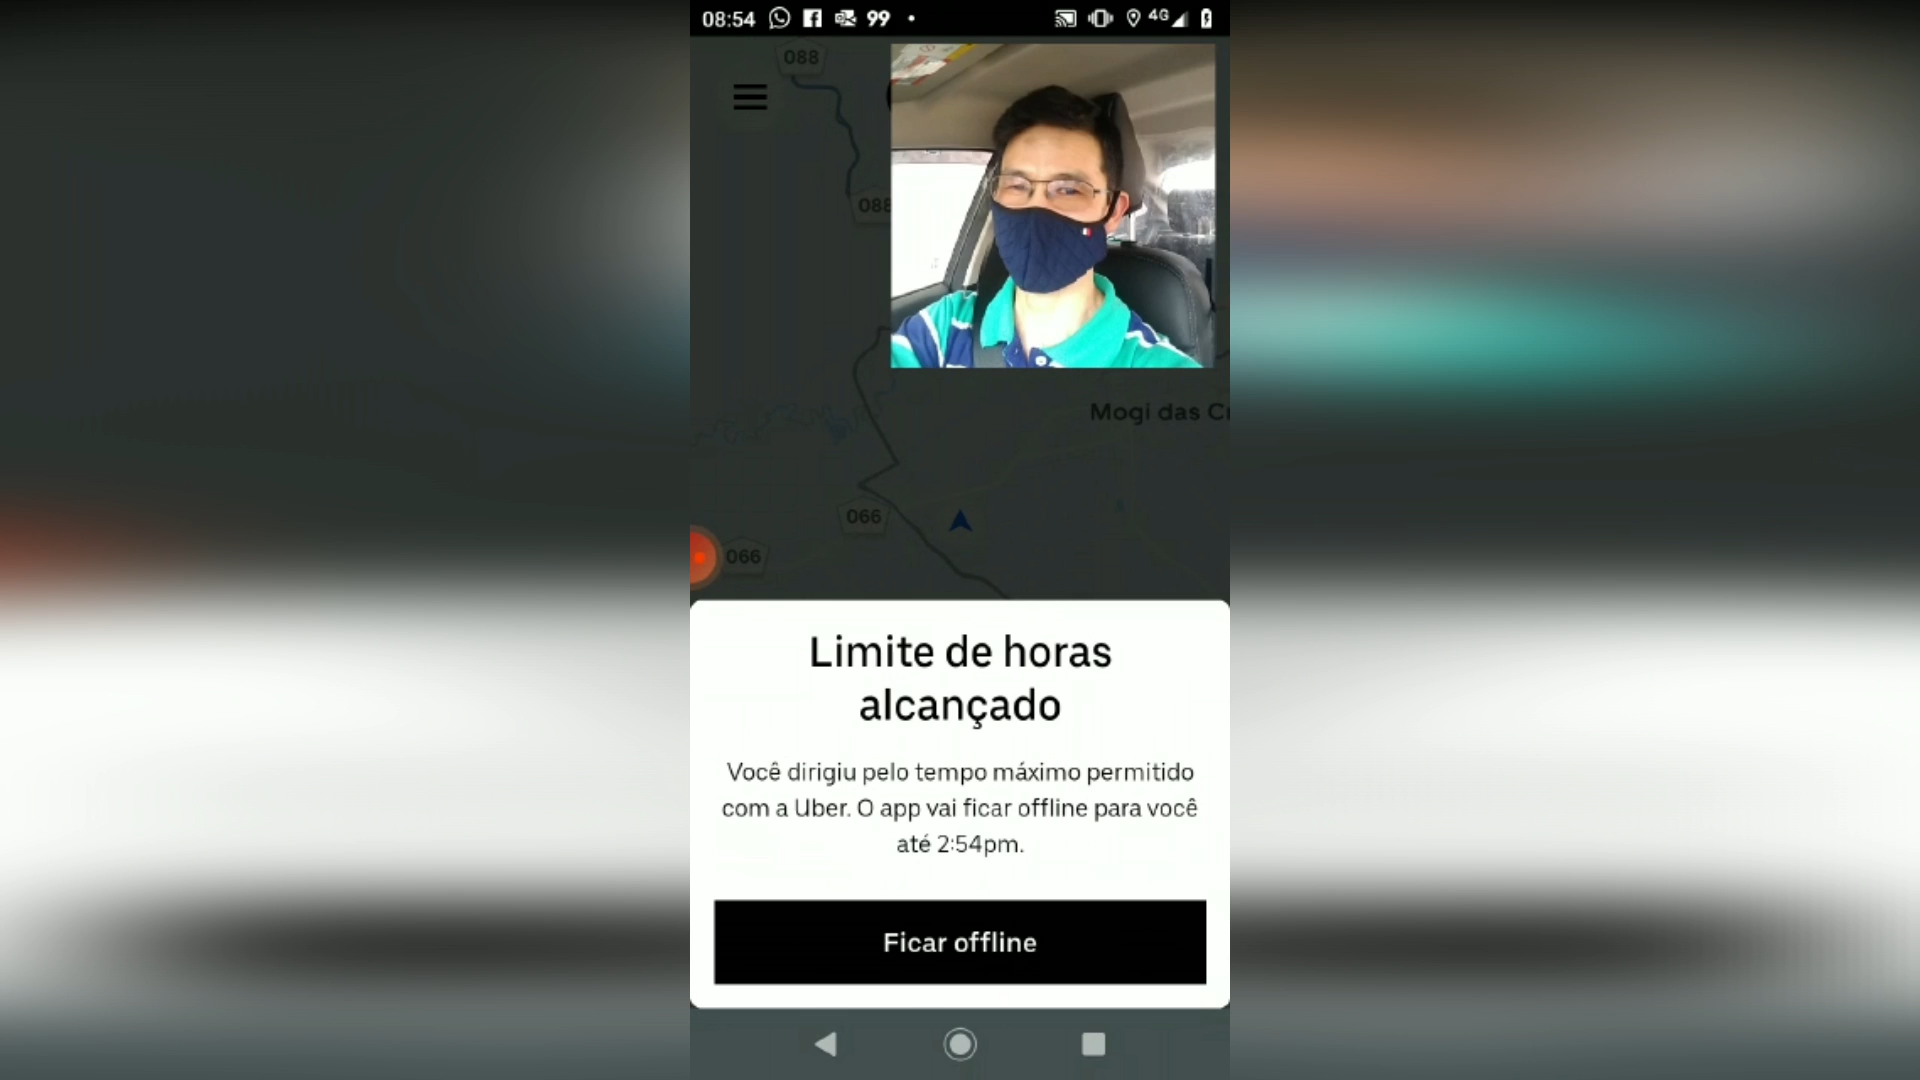 08:54 99 4G
088
088
Mogi das C
066
066
Limite de horas
alcançado
Você dirigiu pelo tempo máximo permitido
com a Uber. O app vai ficar offline para você
até 2:54pm.
Ficar offline